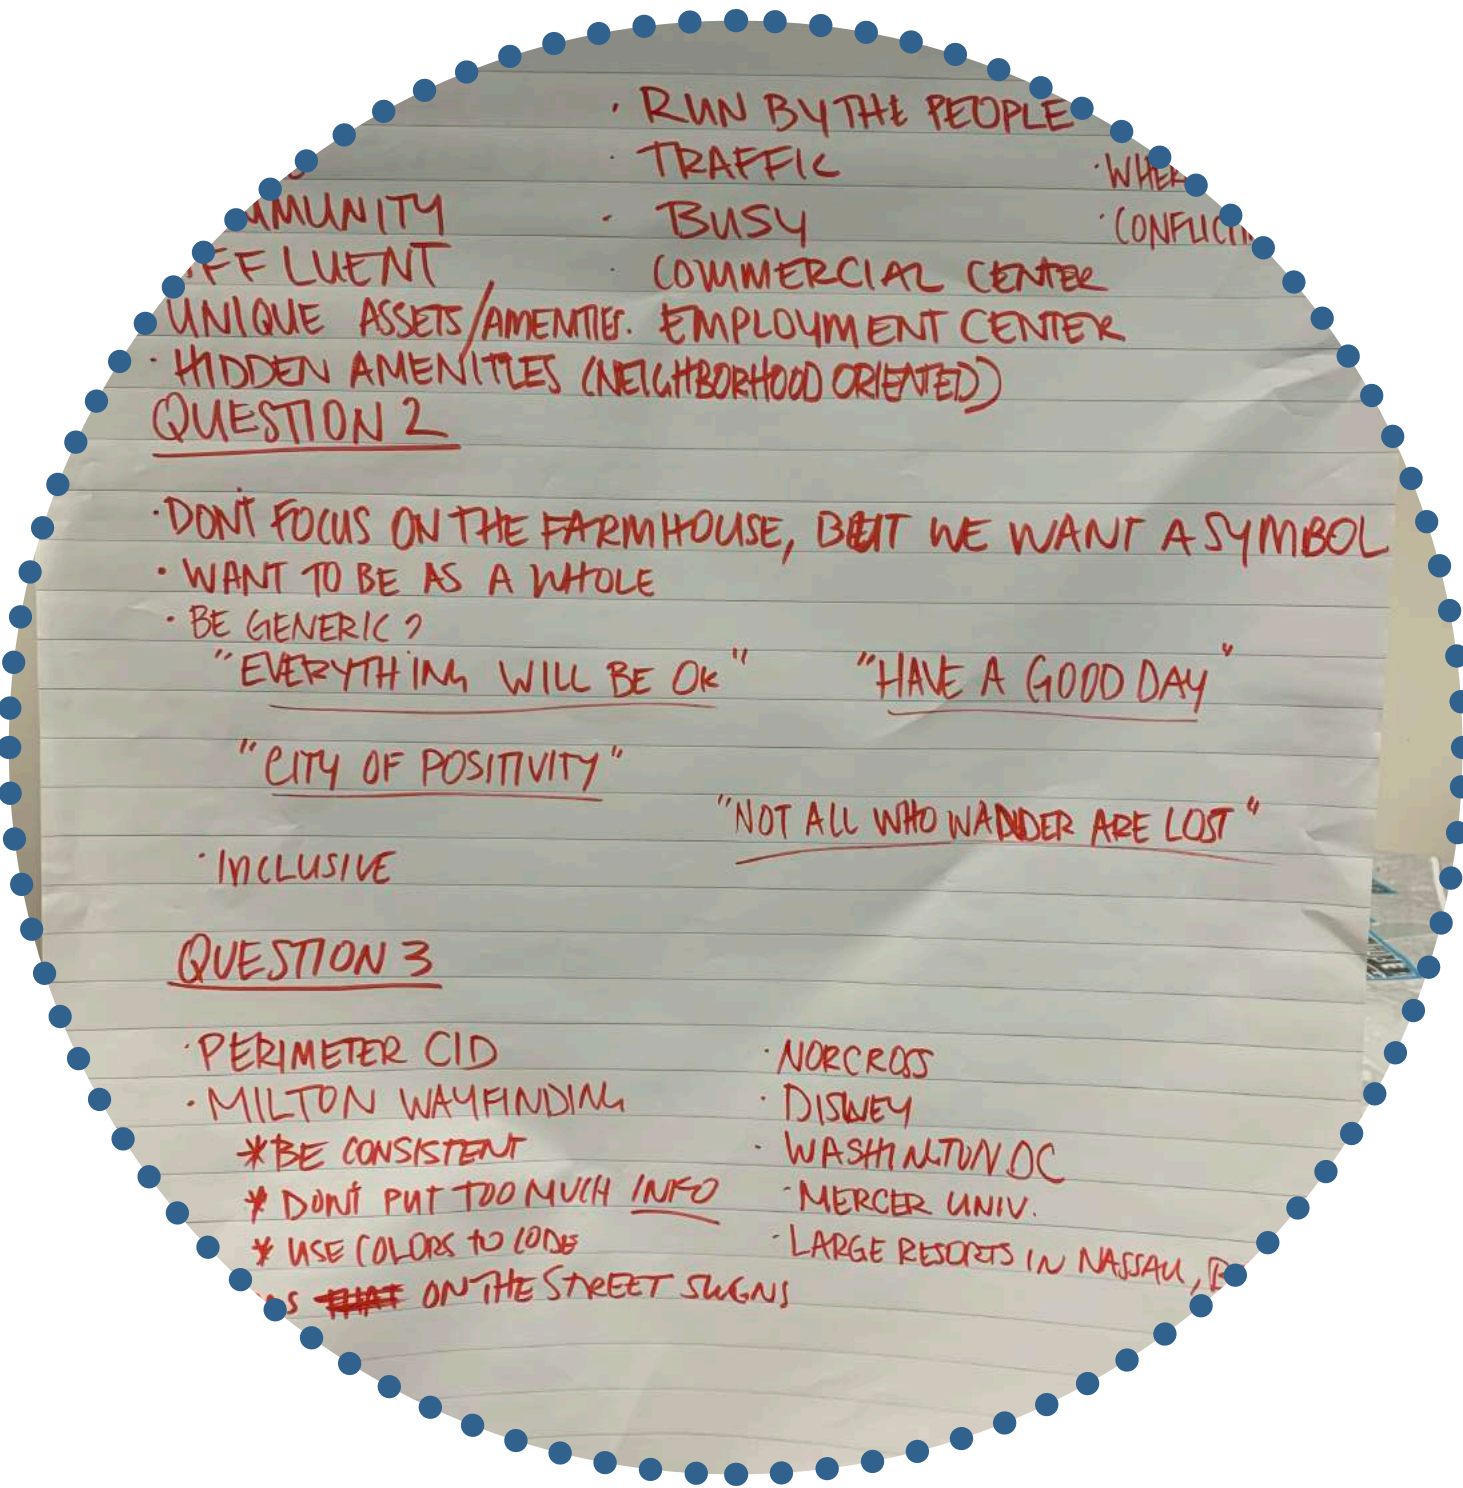 · RUN BY THE PEOPLE
· TRAFFIC
· BUSY
· COMMERCIAL CENTER
EMPLOYMENT CENTER
UNIQUE ASSETS/AMENITIES.
· HIDDEN AMENITIES (NEIGHBORHOOD ORIENTED)
QUESTION 2
· DON'T FOCUS ON THE FARMHOUSE, BUT WE WANT A SYMBOL
· WANT TO BE AS A WHOLE
· BE GENERIC?
"EVERYTHING WILL BE OK" "HAVE A GOOD DAY"
"CITY OF POSITIVITY"
"NOT ALL WHO WANDER ARE LOST"
· INCLUSIVE
QUESTION 3
· PERIMETER CID
· MILTON WAYFINDING
* BE CONSISTENT
* DON'T PUT TOO MUCH INFO
* USE COLORS TO CODE
ON THE STREET SIGNS
· NORCROSS
· DISNEY
· WASHINGTON DC
· MERCER UNIV.
· LARGE RESORTS IN NASSAU,